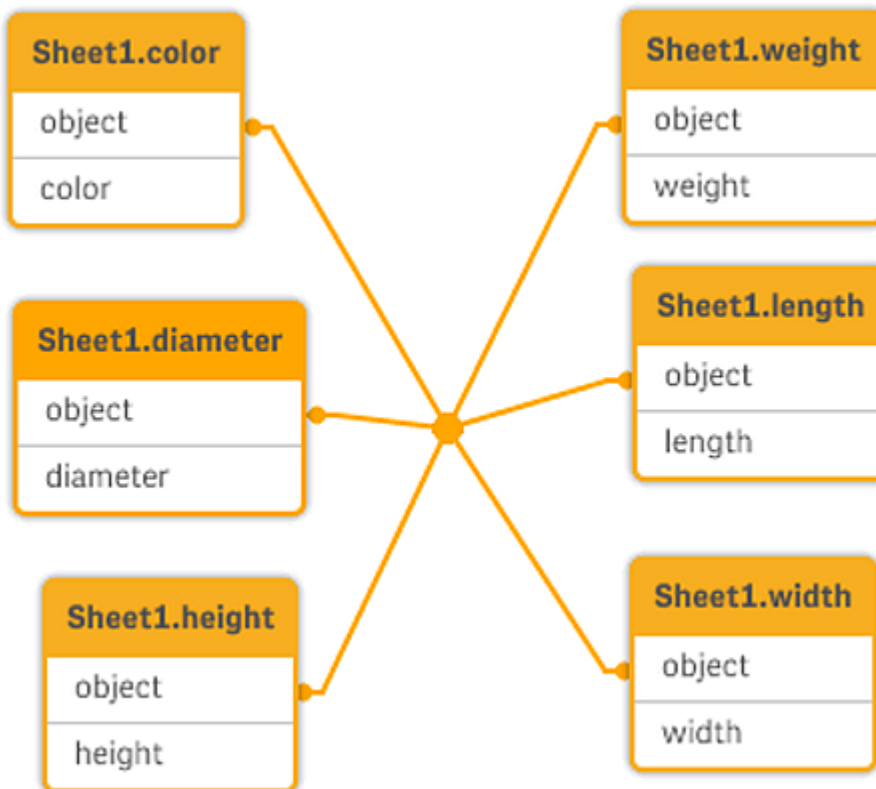 Sheet1.color
object
color
Sheet1.diameter
object
diameter
Sheet1.height
object
height
Sheet1.weight
object
weight
Sheet1.length
object
length
Sheet1.width
object
width